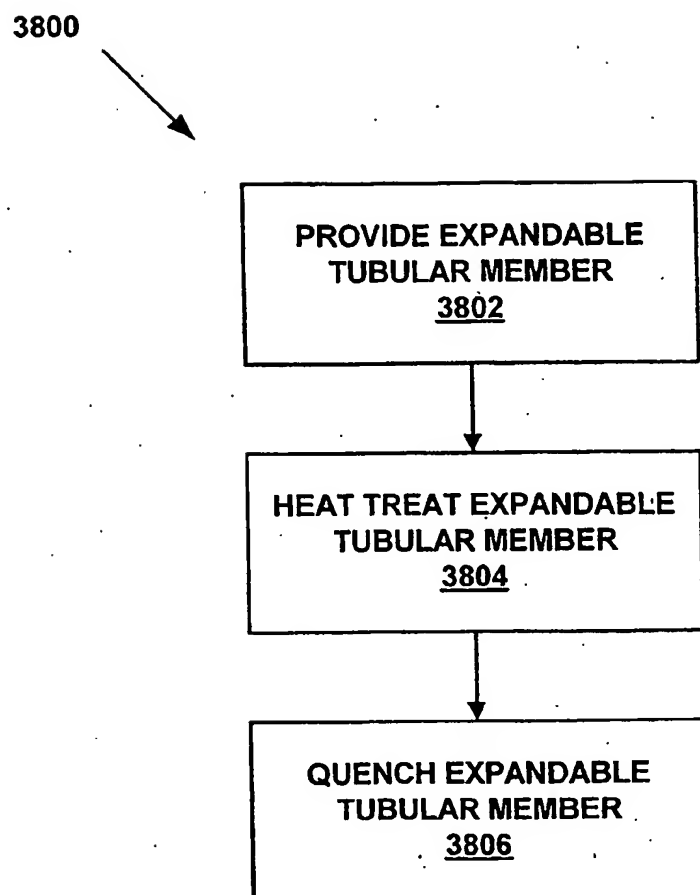 3800
PROVIDE EXPANDABLE
TUBULAR MEMBER
3802
HEAT TREAT EXPANDABLE
TUBULAR MEMBER
3804
QUENCH EXPANDABLE
TUBULAR MEMBER
3806